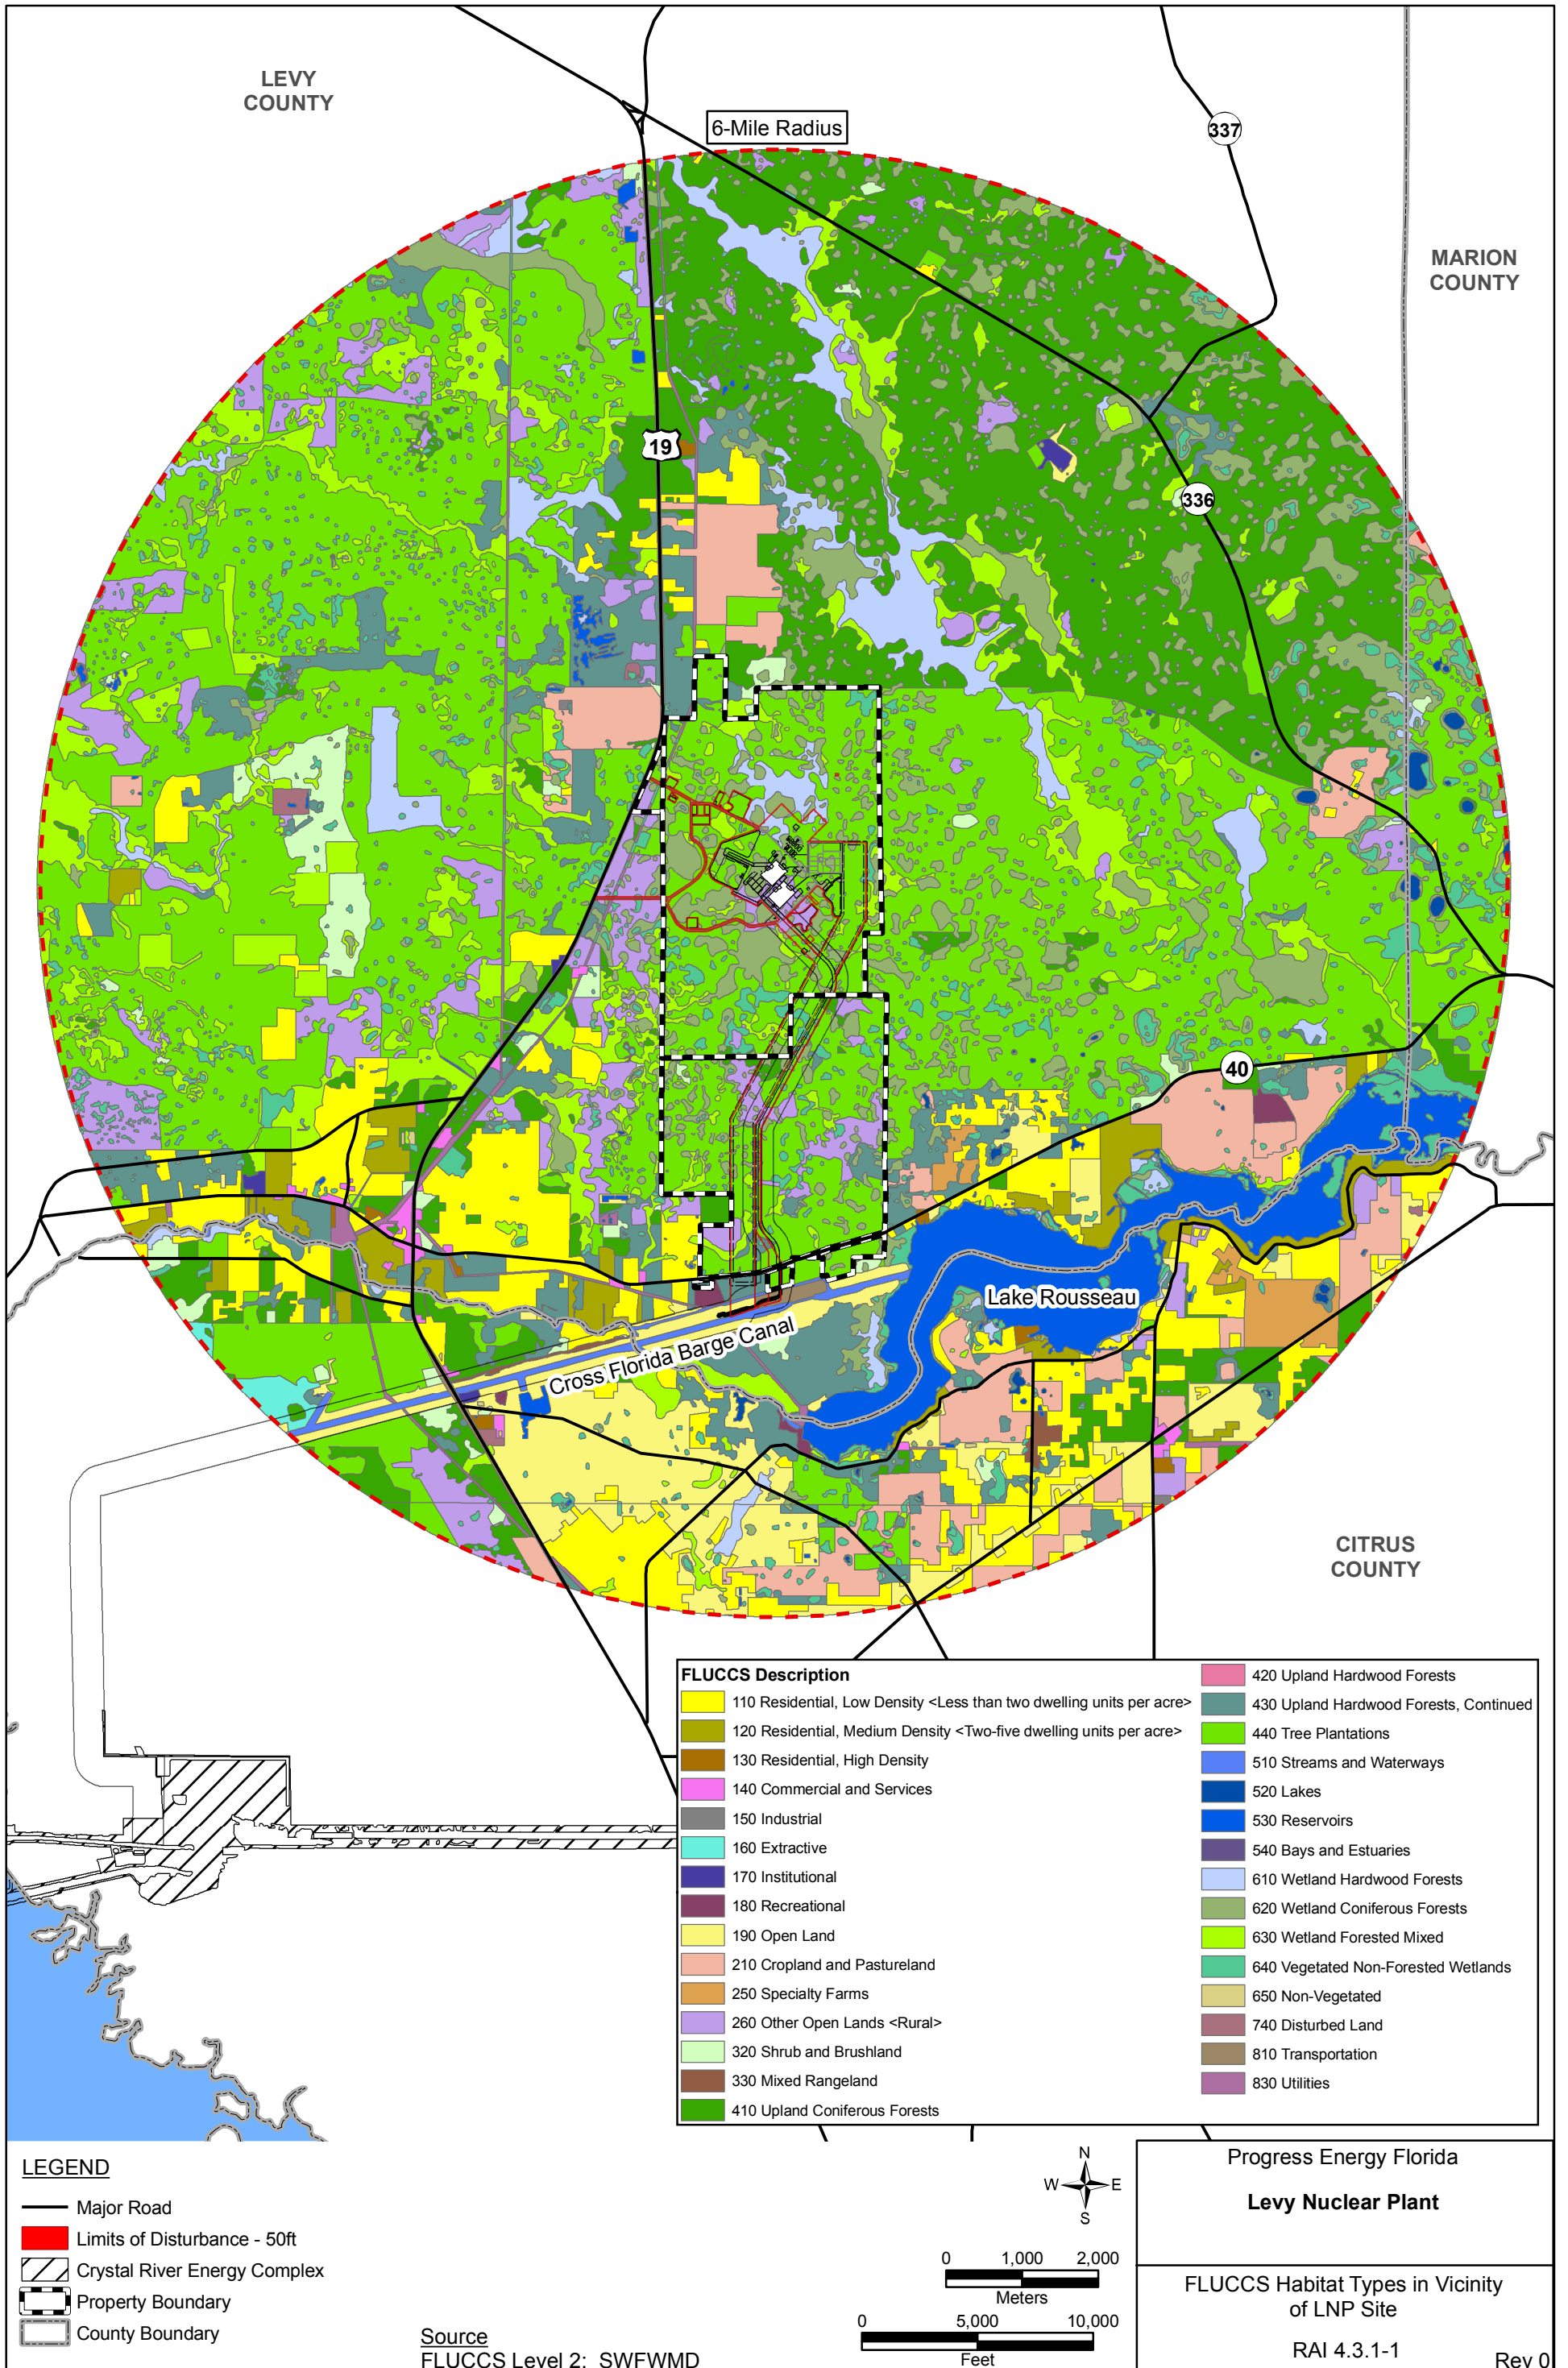 LEVY
COUNTY
6-Mile Radius
337
MARION
COUNTY
19
336
40
Lake Rousseau
Cross Florida Barge Canal
CITRUS
COUNTY
FLUCCS Description
110 Residential, Low Density <Less than two dwelling units per acre>
120 Residential, Medium Density <Two-five dwelling units per acre>
130 Residential, High Density
140 Commercial and Services
150 Industrial
160 Extractive
170 Institutional
180 Recreational
190 Open Land
210 Cropland and Pastureland
250 Specialty Farms
260 Other Open Lands <Rural>
320 Shrub and Brushland
330 Mixed Rangeland
410 Upland Coniferous Forests
420 Upland Hardwood Forests
430 Upland Hardwood Forests, Continued
440 Tree Plantations
510 Streams and Waterways
520 Lakes
530 Reservoirs
540 Bays and Estuaries
610 Wetland Hardwood Forests
620 Wetland Coniferous Forests
630 Wetland Forested Mixed
640 Vegetated Non-Forested Wetlands
650 Non-Vegetated
740 Disturbed Land
810 Transportation
830 Utilities
LEGEND
Major Road
Limits of Disturbance - 50ft
Crystal River Energy Complex
Property Boundary
County Boundary
Source
FLUCCS Level 2: SWFWMD
N
W E
S
0 1,000 2,000
Meters
0 5,000 10,000
Feet
Progress Energy Florida
Levy Nuclear Plant
FLUCCS Habitat Types in Vicinity
of LNP Site
RAI 4.3.1-1
Rev 0